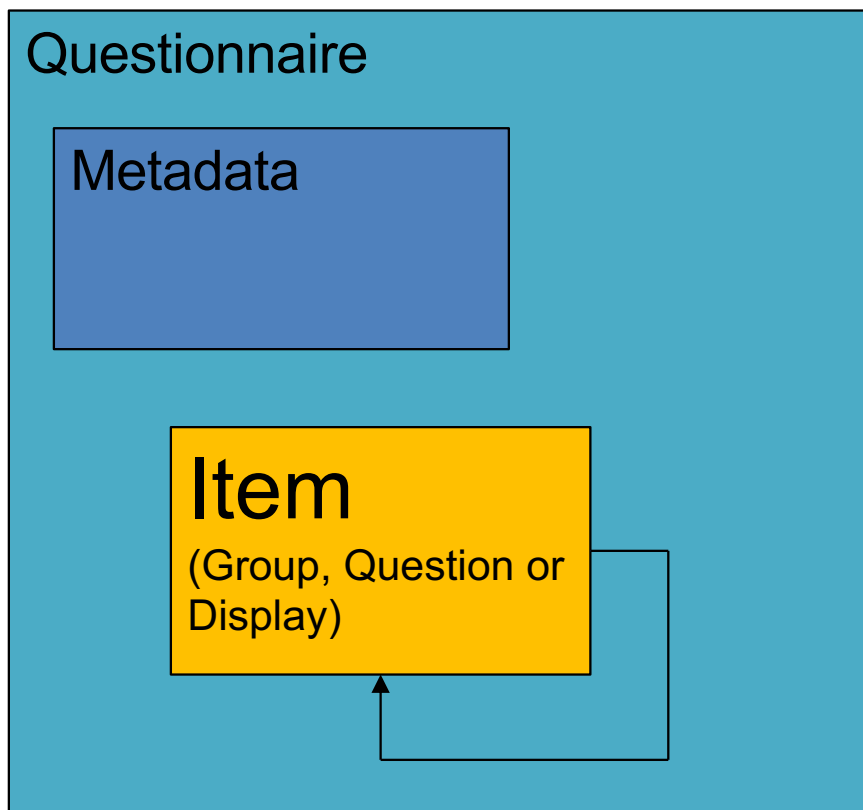 Questionnaire
Metadata
Item
(Group, Question or
Display)